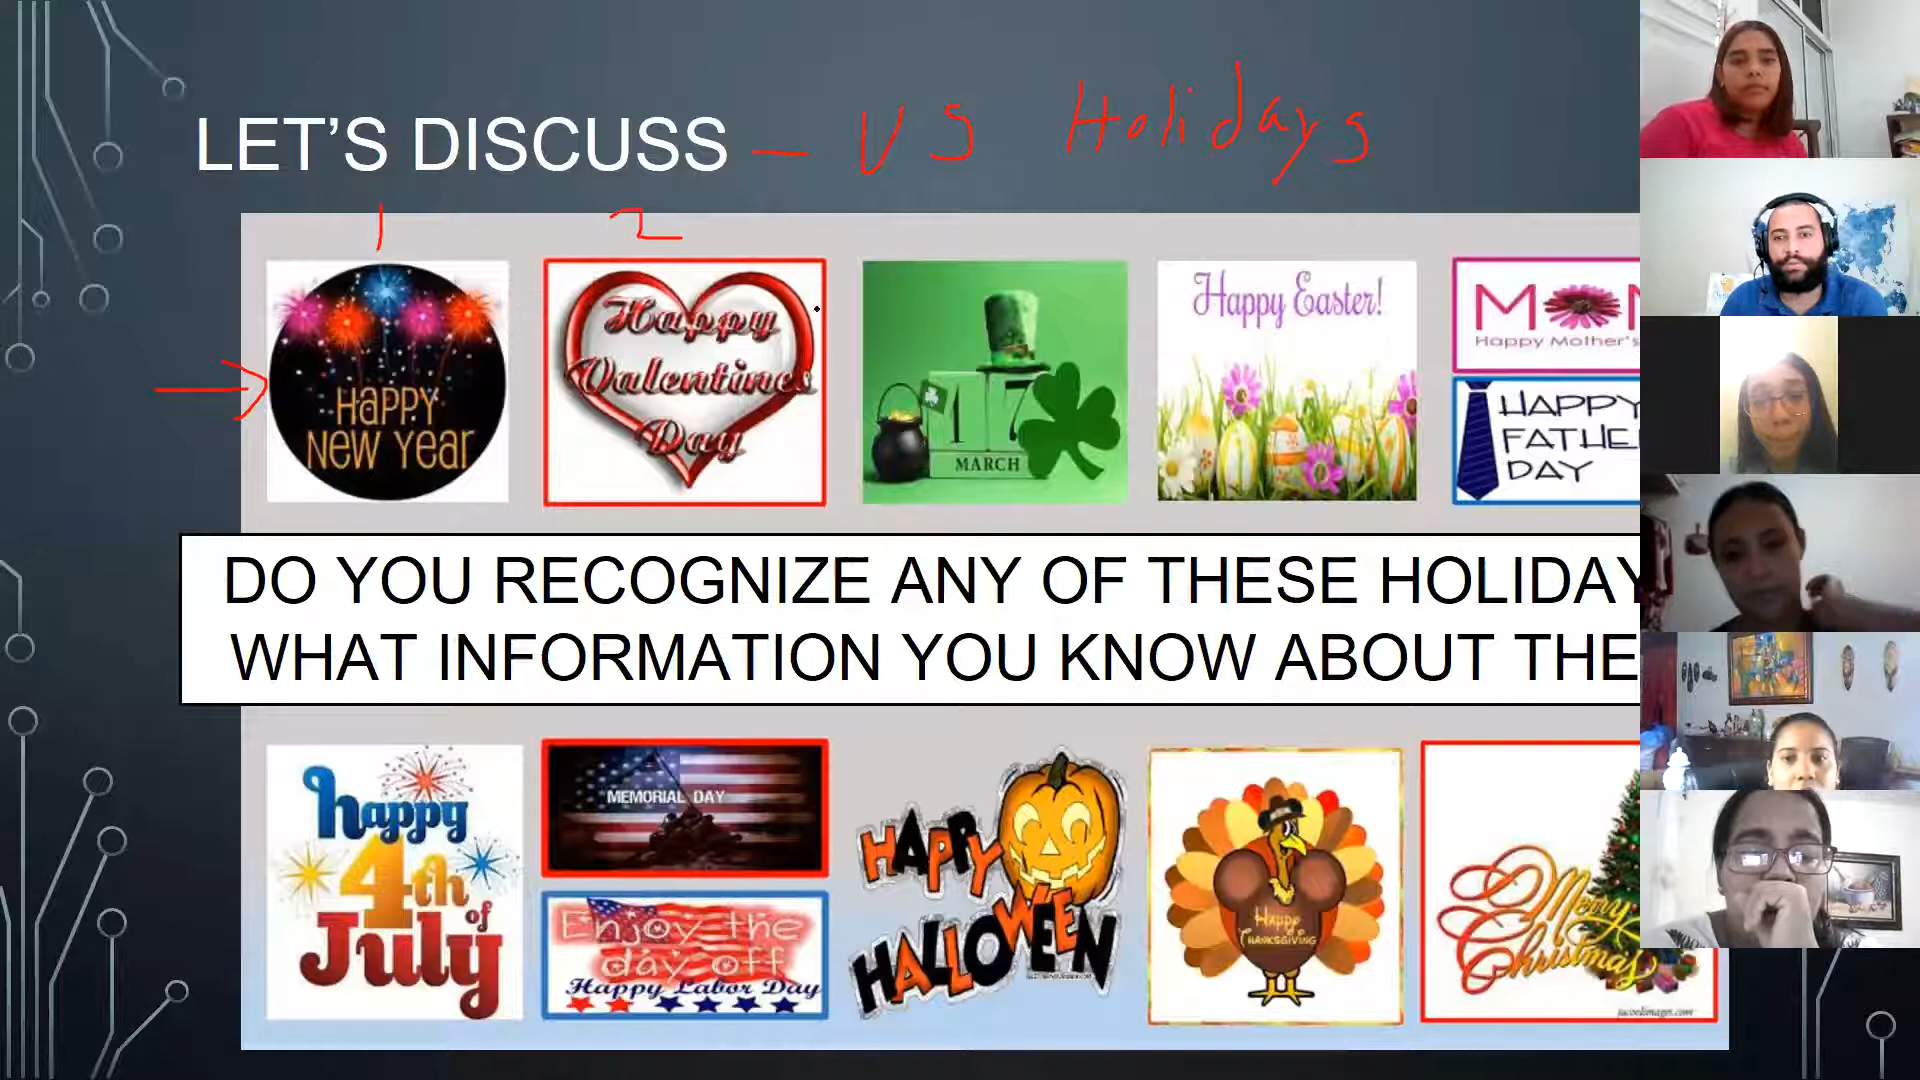 LET'S DISCUSS — US Holidays
1 2
HAPPY
NEW YEAR
Happy
Valentines
Day
17
MARCH
Happy Easter!
MOM
Happy Mother's
HAPPY
FATHE
DAY
DO YOU RECOGNIZE ANY OF THESE HOLIDAY
WHAT INFORMATION YOU KNOW ABOUT THE
happy
4th
of
July
MEMORIAL DAY
Enjoy the
day off
Happy Labor Day
HAPPY
HALLOWEEN
Happy
THANKSGIVING
Merry
Christmas